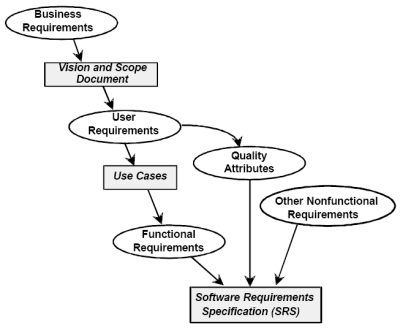 Business
Requirements
Vision and Scope
Document
User
Requirements
Quality
Attributes
Use Cases
Other Nonfunctional
Requirements
Functional
Requirements
Software Requirements
Specification (SRS)